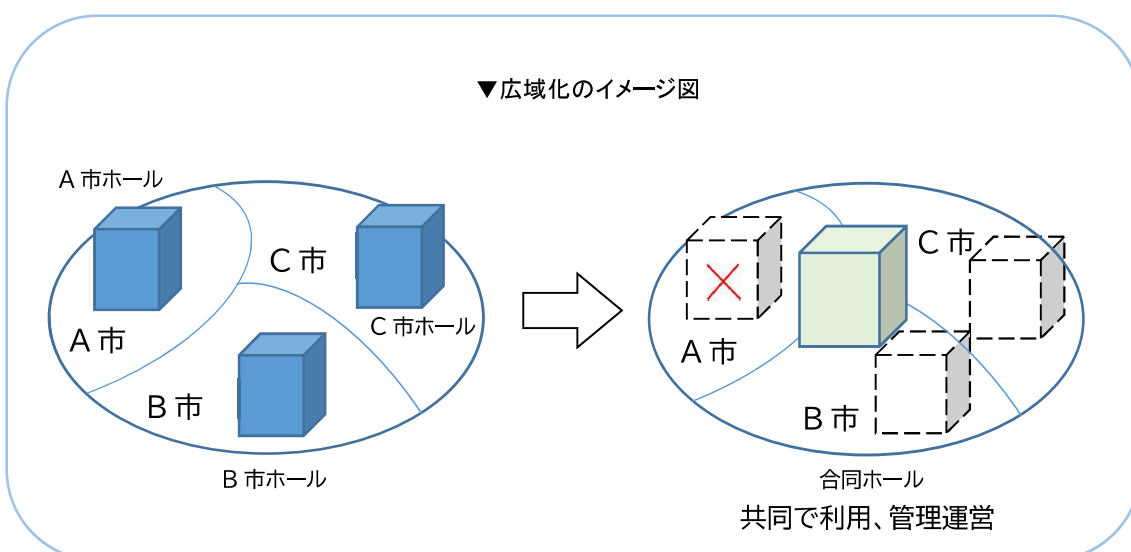 ▼広域化のイメージ図
A 市ホール
C 市
C 市ホール
A 市
B 市
B 市ホール
C 市
A 市
B 市
合同ホール
共同で利用、管理運営